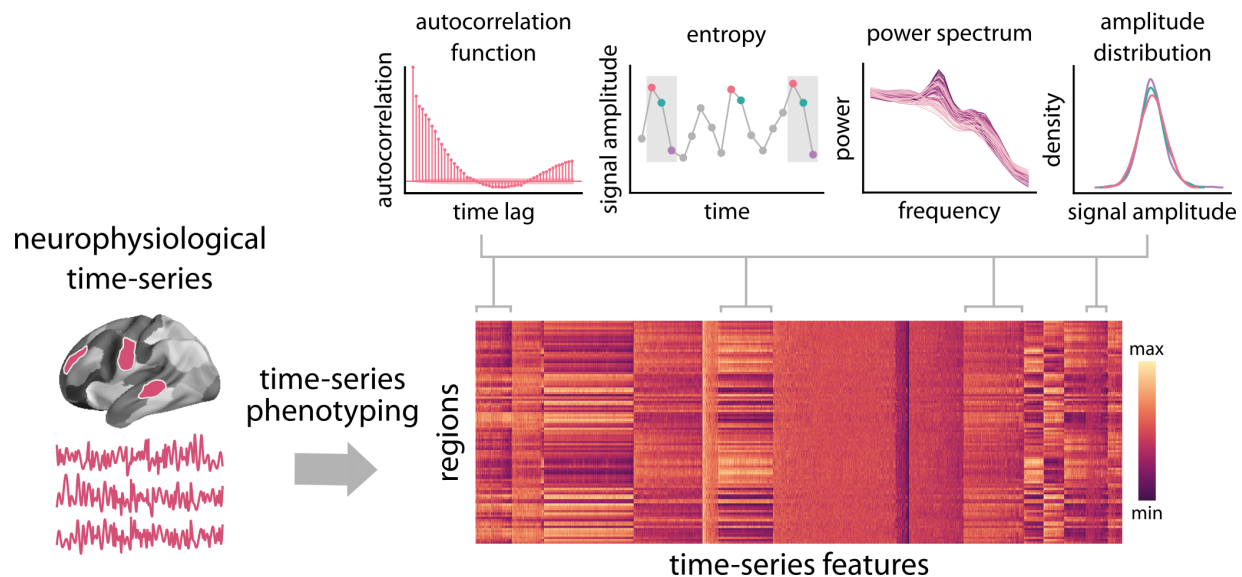 autocorrelation
function
autocorrelation
time lag
entropy
signal amplitude
time
power spectrum
power
frequency
amplitude
distribution
density
signal amplitude
neurophysiological
time-series
time-series
phenotyping
regions
time-series features
max
min